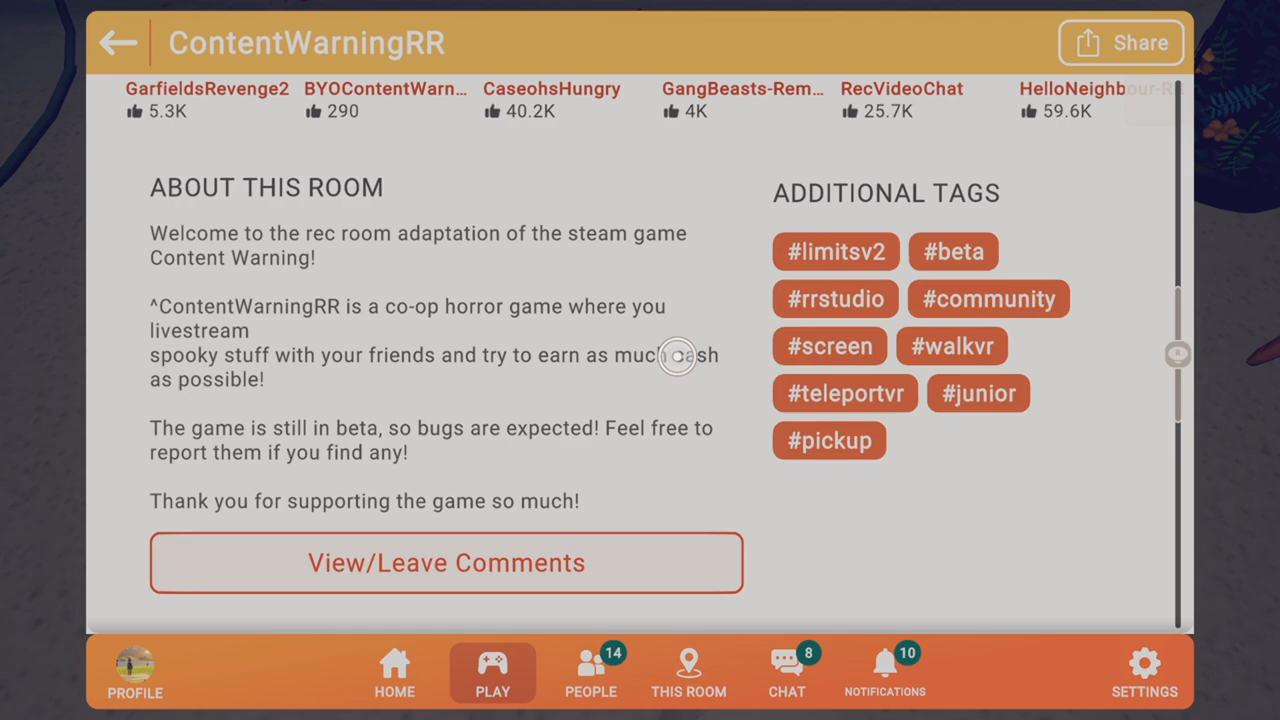 ContentWarningRR
Share
GarfieldsRevenge2 BYOContentWarn... CaseohsHungry GangBeasts-Rem... RecVideoChat HelloNeighbour-R
5.3K 290 40.2K 4K 25.7K 59.6K
ABOUT THIS ROOM
Welcome to the rec room adaptation of the steam game
Content Warning!
^ContentWarningRR is a co-op horror game where you
livestream
spooky stuff with your friends and try to earn as much cash
as possible!
The game is still in beta, so bugs are expected! Feel free to
report them if you find any!
Thank you for supporting the game so much!
View/Leave Comments
ADDITIONAL TAGS
#limitsv2 #beta
#rrstudio #community
#screen #walkvr
#teleportvr #junior
#pickup
14 8 10
PROFILE HOME PLAY PEOPLE THIS ROOM CHAT NOTIFICATIONS SETTINGS